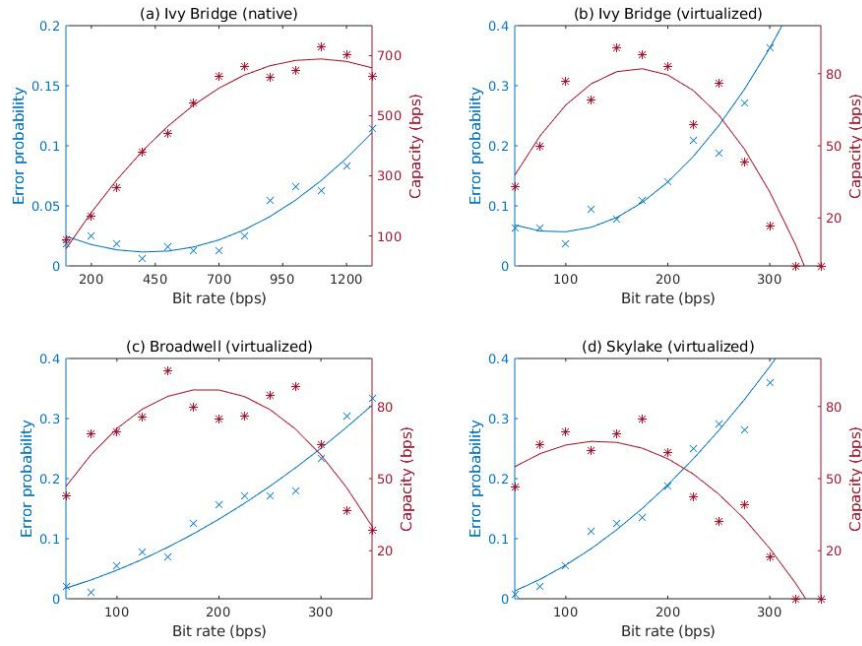 (a) Ivy Bridge (native)
0.2
0.15
0.1
0.05
0
Error probability
700
500
300
100
Capacity (bps)
200 450 700 950 1200
Bit rate (bps)
(b) Ivy Bridge (virtualized)
0.4
0.3
0.2
0.1
0
Error probability
80
50
20
Capacity (bps)
100 200 300
Bit rate (bps)
(c) Broadwell (virtualized)
0.4
0.3
0.2
0.1
0
Error probability
80
50
20
Capacity (bps)
100 200 300
Bit rate (bps)
(d) Skylake (virtualized)
0.4
0.3
0.2
0.1
0
Error probability
80
50
20
Capacity (bps)
100 200 300
Bit rate (bps)